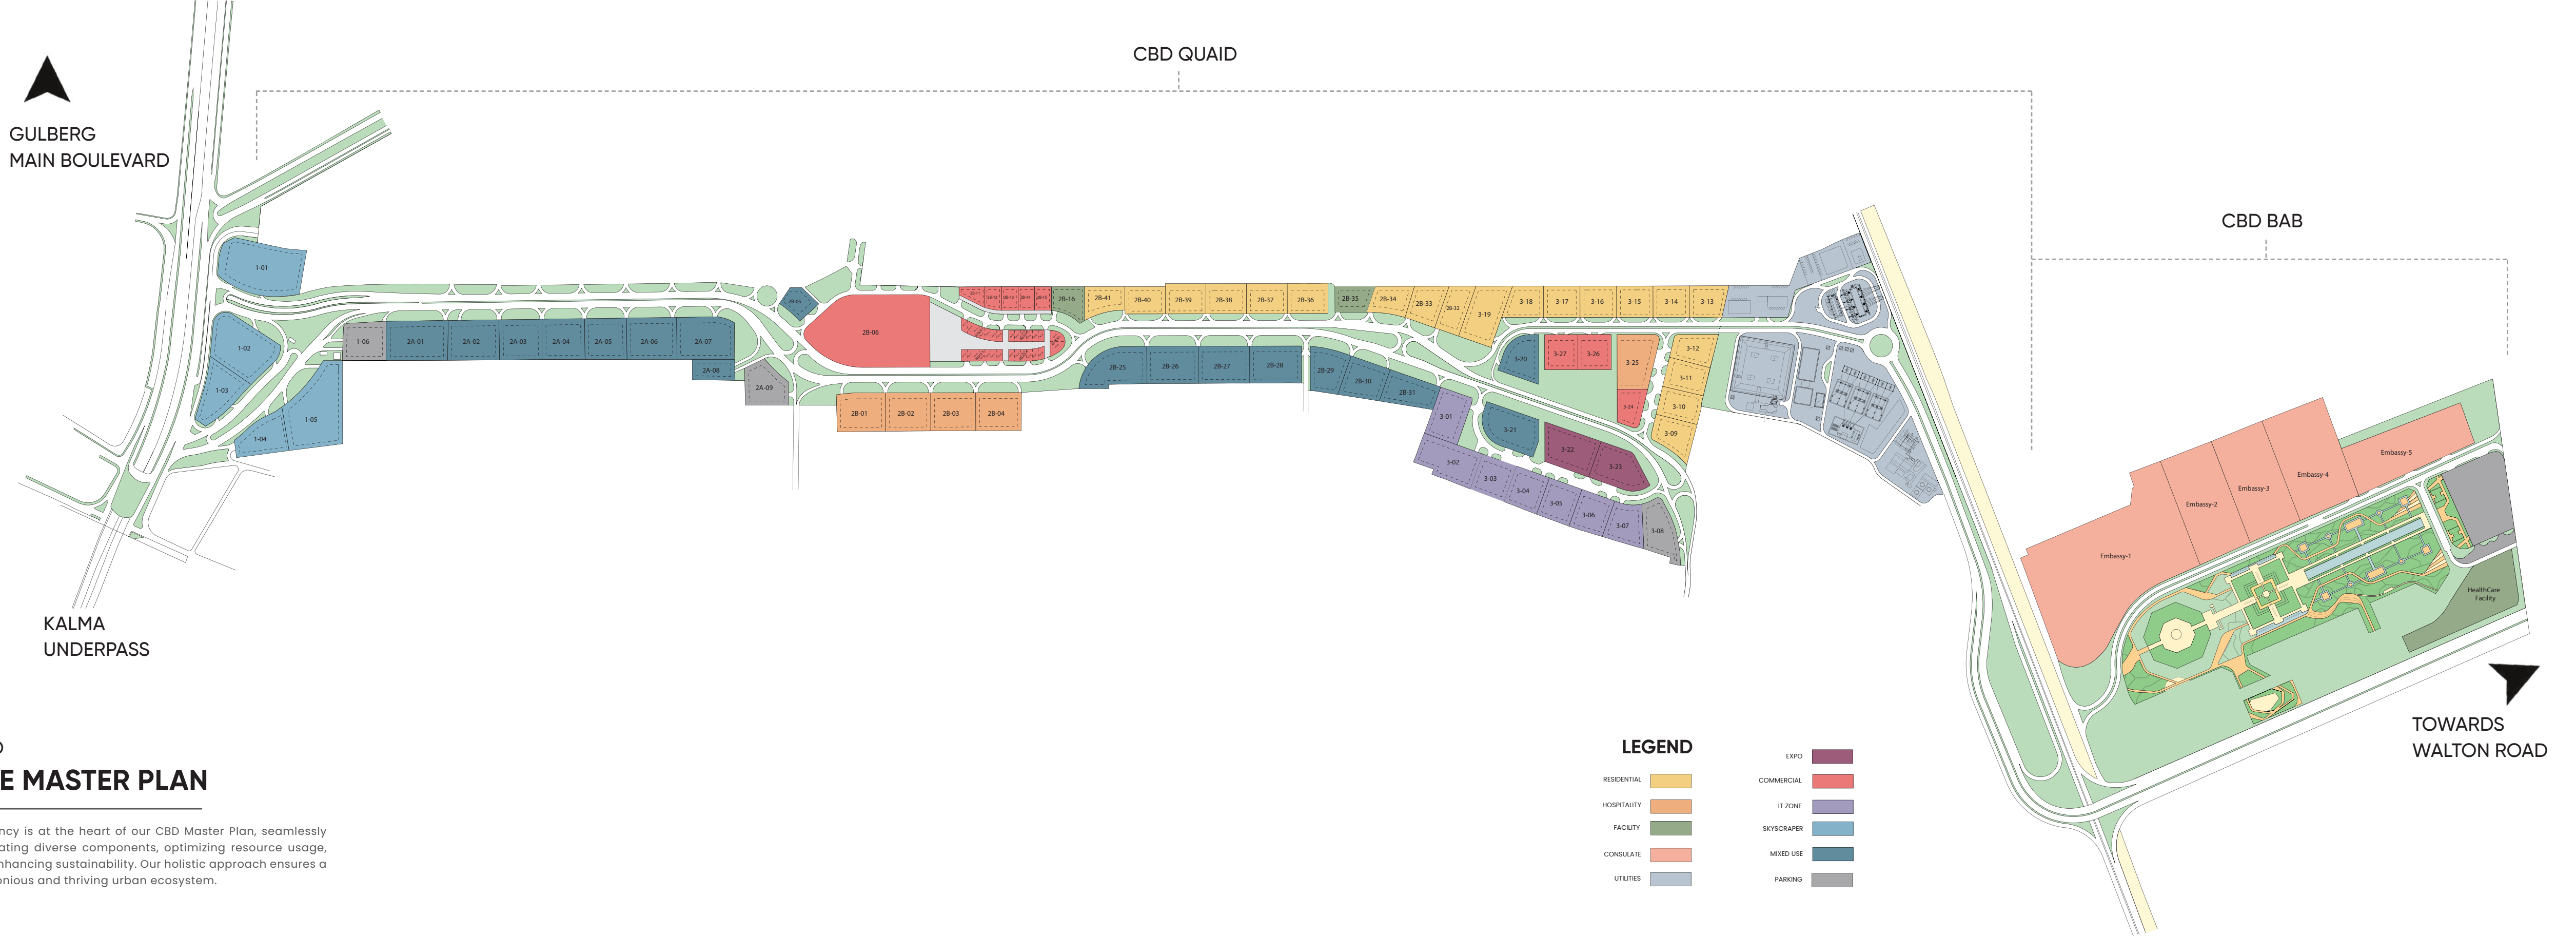 CBD QUAID
GULBERG
MAIN BOULEVARD
CBD BAB
1-01
1-02
1-03
1-04
1-05
1-06
2A-01
2A-02
2A-03
2A-04
2A-05
2A-06
2A-07
2A-08
2A-09
2B-05
2B-06
2B-01
2B-02
2B-03
2B-04
2B-16
2B-41
2B-40
2B-39
2B-38
2B-37
2B-36
2B-35
2B-34
2B-33
2B-32
3-19
3-18
3-17
3-16
3-15
3-14
3-13
2B-25
2B-26
2B-27
2B-28
2B-29
2B-30
2B-31
3-20
3-27
3-26
3-25
3-24
3-12
3-11
3-10
3-09
3-01
3-21
3-22
3-23
3-02
3-03
3-04
3-05
3-06
3-07
3-08
Embassy-1
Embassy-2
Embassy-3
Embassy-4
Embassy-5
HealthCare
Facility
KALMA
UNDERPASS
TOWARDS
WALTON ROAD
E MASTER PLAN
ncy is at the heart of our CBD Master Plan, seamlessly
ating diverse components, optimizing resource usage,
nhancing sustainability. Our holistic approach ensures a
onious and thriving urban ecosystem.
LEGEND
RESIDENTIAL
HOSPITALITY
FACILITY
CONSULATE
UTILITIES
EXPO
COMMERCIAL
IT ZONE
SKYSCRAPER
MIXED USE
PARKING